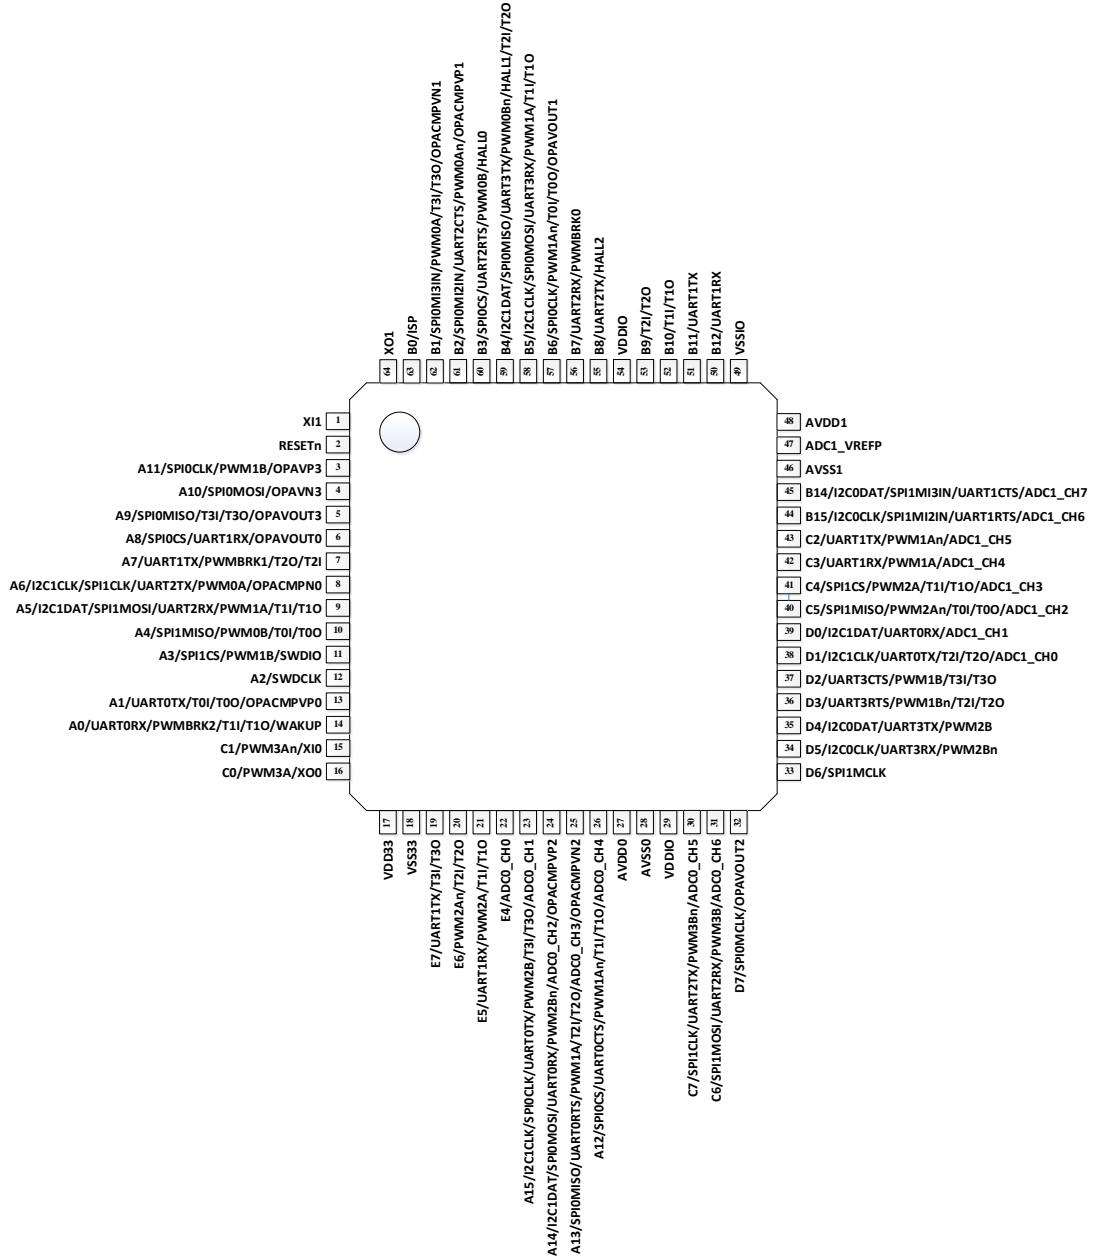 XO1
B0/ISP
B1/SPI0MI3IN/PWM0A/T3I/T3O/OPACMPVN1
B2/SPI0MI2IN/UART2CTS/PWM0An/OPACMPVP1
B3/SPI0CS/UART2RTS/PWM0B/HALL0
B4/I2C1DAT/SPI0MISO/UART3TX/PWM0Bn/HALL1/T2I/T2O
B5/I2C1CLK/SPI0MOSI/UART3RX/PWM1A/T1I/T1O
B6/SPI0CLK/PWM1An/T0I/T0O/OPAVOUT1
B7/UART2RX/PWMBRK0
B8/UART2TX/HALL2
VDDIO
B9/T2I/T2O
B10/T1I/T1O
B11/UART1TX
B12/UART1RX
VSSIO
64
63
62
61
60
59
58
57
56
55
54
53
52
51
50
49
XI1 1
RESETn 2
A11/SPI0CLK/PWM1B/OPAVP3 3
A10/SPI0MOSI/OPAVN3 4
A9/SPI0MISO/T3I/T3O/OPAVOUT3 5
A8/SPI0CS/UART1RX/OPAVOUT0 6
A7/UART1TX/PWMBRK1/T2O/T2I 7
A6/I2C1CLK/SPI1CLK/UART2TX/PWM0A/OPACMPN0 8
A5/I2C1DAT/SPI1MOSI/UART2RX/PWM1A/T1I/T1O 9
A4/SPI1MISO/PWM0B/T0I/T0O 10
A3/SPI1CS/PWM1B/SWDIO 11
A2/SWDCLK 12
A1/UART0TX/T0I/T0O/OPACMPVP0 13
A0/UART0RX/PWMBRK2/T1I/T1O/WAKUP 14
C1/PWM3An/XI0 15
C0/PWM3A/XO0 16
48 AVDD1
47 ADC1_VREFP
46 AVSS1
45 B14/I2C0DAT/SPI1MI3IN/UART1CTS/ADC1_CH7
44 B15/I2C0CLK/SPI1MI2IN/UART1RTS/ADC1_CH6
43 C2/UART1TX/PWM1An/ADC1_CH5
42 C3/UART1RX/PWM1A/ADC1_CH4
41 C4/SPI1CS/PWM2A/T1I/T1O/ADC1_CH3
40 C5/SPI1MISO/PWM2An/T0I/T0O/ADC1_CH2
39 D0/I2C1DAT/UART0RX/ADC1_CH1
38 D1/I2C1CLK/UART0TX/T2I/T2O/ADC1_CH0
37 D2/UART3CTS/PWM1B/T3I/T3O
36 D3/UART3RTS/PWM1Bn/T2I/T2O
35 D4/I2C0DAT/UART3TX/PWM2B
34 D5/I2C0CLK/UART3RX/PWM2Bn
33 D6/SPI1MCLK
17
18
19
20
21
22
23
24
25
26
27
28
29
30
31
32
VDD33
VSS33
E7/UART1TX/T3I/T3O
E6/PWM2An/T2I/T2O
E5/UART1RX/PWM2A/T1I/T1O
E4/ADC0_CH0
A15/I2C1CLK/SPI0CLK/UART0TX/PWM2B/T3I/T3O/ADC0_CH1
A14/I2C1DAT/SPI0MOSI/UART0RX/PWM2Bn/ADC0_CH2/OPACMPVP2
A13/SPI0MISO/UART0RTS/PWM1A/T2I/T2O/ADC0_CH3/OPACMPVN2
A12/SPI0CS/UART0CTS/PWM1An/T1I/T1O/ADC0_CH4
AVDD0
AVSS0
VDDIO
C7/SPI1CLK/UART2TX/PWM3Bn/ADC0_CH5
C6/SPI1MOSI/UART2RX/PWM3B/ADC0_CH6
D7/SPI0MCLK/OPAVOUT2